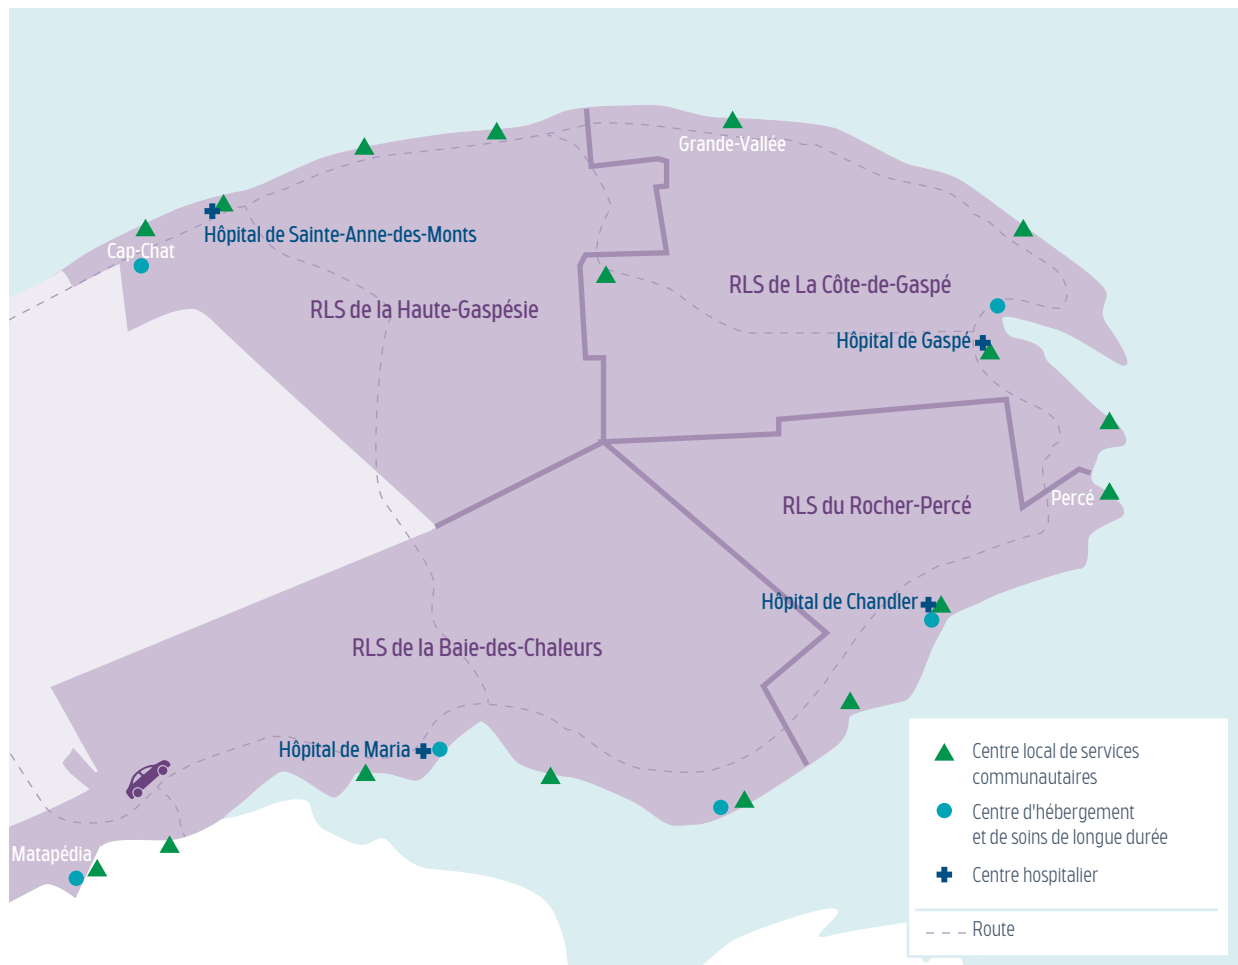 Grande-Vallée
Hôpital de Sainte-Anne-des-Monts
Cap-Chat
RLS de La Côte-de-Gaspé
RLS de la Haute-Gaspésie
Hôpital de Gaspé
Percé
RLS du Rocher-Percé
Hôpital de Chandler
RLS de la Baie-des-Chaleurs
Hôpital de Maria
Matapédia
Centre local de services
communautaires
Centre d'hébergement
et de soins de longue durée
Centre hospitalier
Route